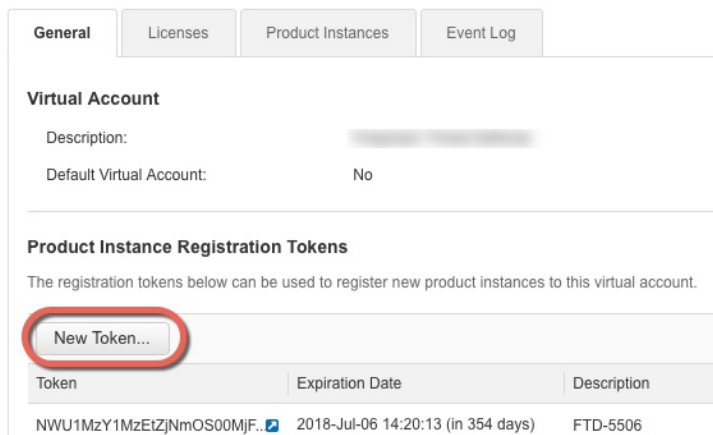 General Licenses Product Instances Event Log
Virtual Account
Description:
Default Virtual Account: No
Product Instance Registration Tokens
The registration tokens below can be used to register new product instances to this virtual account.
New Token...
Token Expiration Date Description
NWU1MzY1MzEtZjNmOS00MjF.. 2018-Jul-06 14:20:13 (in 354 days) FTD-5506